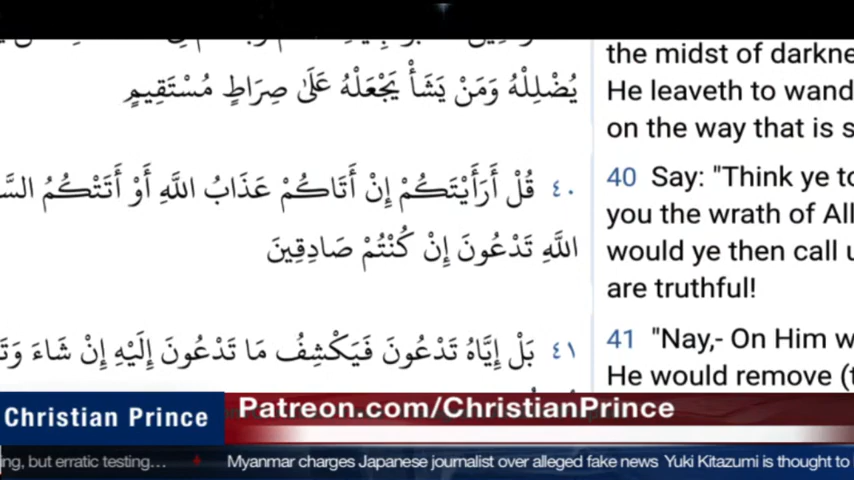 the midst of darkne
يُضْلِلْهُ وَمَنْ يَشَأْ يَجْعَلْهُ عَلَىٰ صِرَاطٍ مُسْتَقِيمٍ
He leaveth to wand
on the way that is s
٤٠ قُلْ أَرَأَيْتَكُمْ إِنْ أَتَاكُمْ عَذَابُ اللَّهِ أَوْ أَتَتْكُمُ السَّ
اللَّهِ تَدْعُونَ إِنْ كُنْتُمْ صَادِقِينَ
40 Say: "Think ye to
you the wrath of All
would ye then call u
are truthful!
٤١ بَلْ إِيَّاهُ تَدْعُونَ فَيَكْشِفُ مَا تَدْعُونَ إِلَيْهِ إِنْ شَاءَ وَتَ
41 "Nay,- On Him w
He would remove (t
Christian Prince
Patreon.com/ChristianPrince
ng, but erratic testing... Myanmar charges Japanese journalist over alleged fake news Yuki Kitazumi is thought to